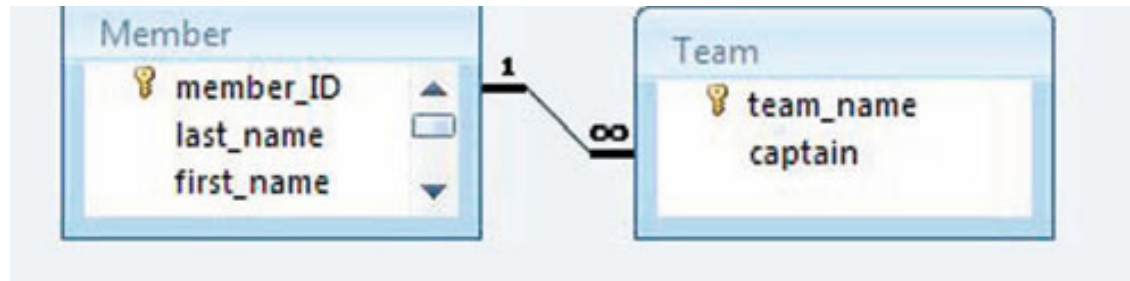 Member
member_ID
last_name
first_name
1
∞
Team
team_name
captain